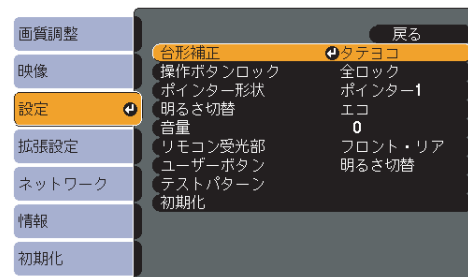 画質調整
映像
設定
拡張設定
ネットワーク
情報
初期化
戻る
台形補正 タテヨコ
操作ボタンロック 全ロック
ポインター形状 ポインター1
明るさ切替 エコ
音量 0
リモコン受光部 フロント・リア
ユーザーボタン 明るさ切替
テストパターン
初期化